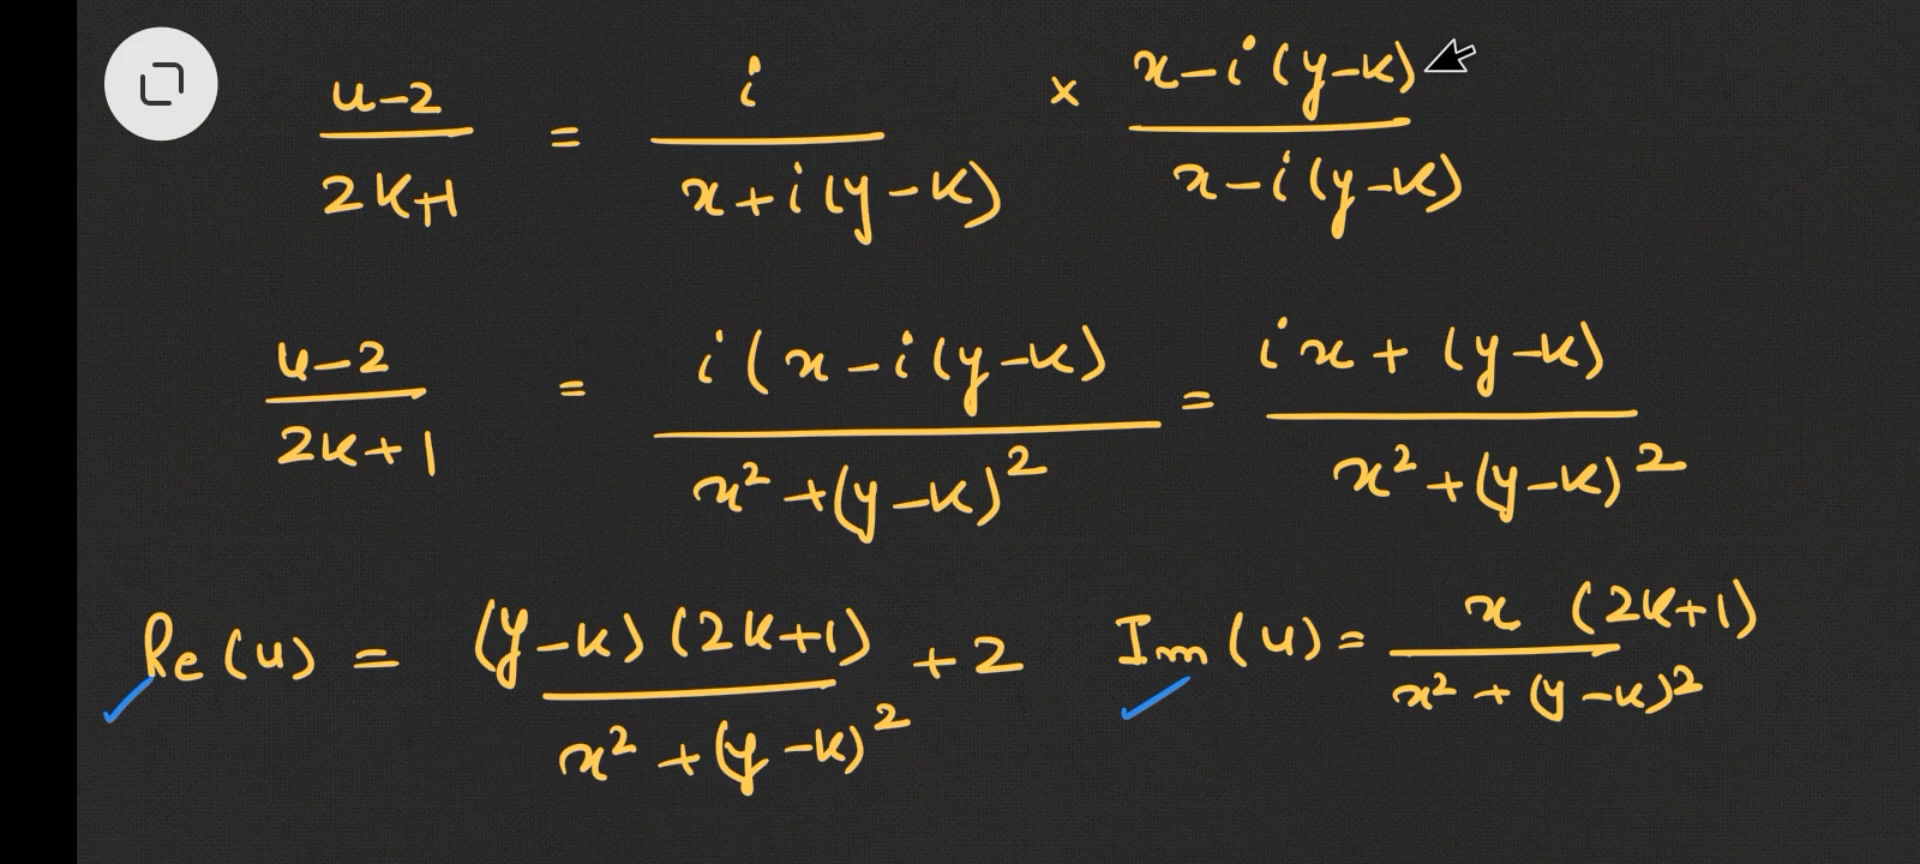 (u-2)/(2k+1) = i/(x+i(y-k)) × (x-i(y-k))/(x-i(y-k))
(u-2)/(2k+1) = i(x-i(y-k)/(x²+(y-k)²) = (ix+(y-k))/(x²+(y-k)²)
Re(u) = (y-k)(2k+1)/(x²+(y-k)²) + 2 Im(u) = x (2k+1)/(x²+(y-k)²)